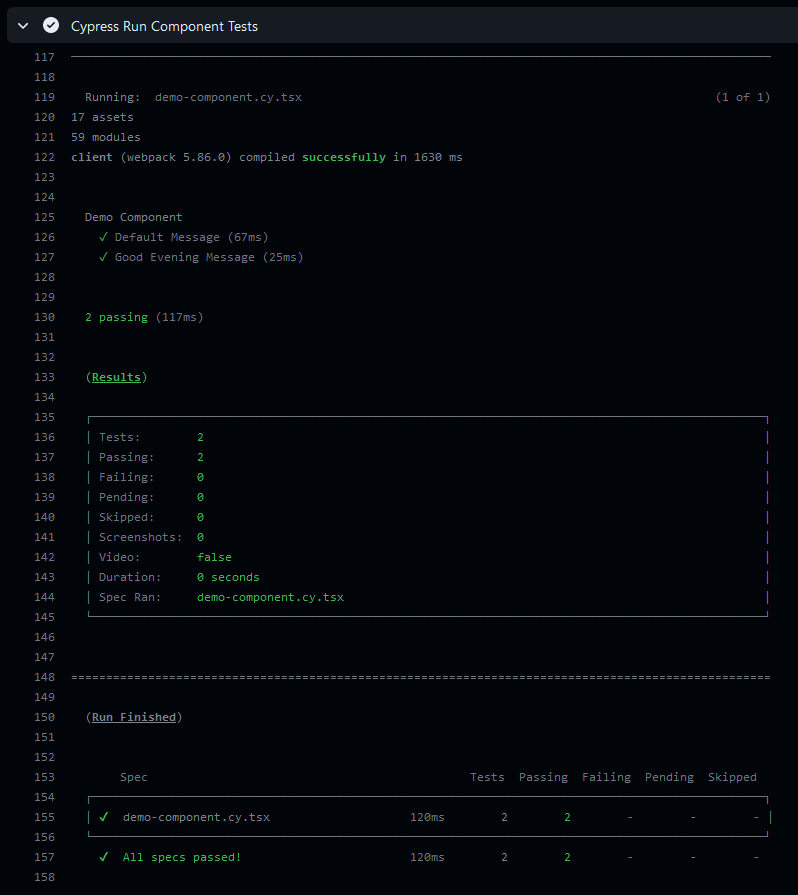 Cypress Run Component Tests
117
118
119 Running: demo-component.cy.tsx (1 of 1)
120 17 assets
121 59 modules
122 client (webpack 5.86.0) compiled successfully in 1630 ms
123
124
125 Demo Component
126 ✓ Default Message (67ms)
127 ✓ Good Evening Message (25ms)
128
129
130 2 passing (117ms)
131
132
133 (Results)
134
135
136 | Tests: 2 |
137 | Passing: 2 |
138 | Failing: 0 |
139 | Pending: 0 |
140 | Skipped: 0 |
141 | Screenshots: 0 |
142 | Video: false |
143 | Duration: 0 seconds |
144 | Spec Ran: demo-component.cy.tsx |
145
146
147
148 ====================================================================================================
149
150 (Run Finished)
151
152
153 Spec Tests Passing Failing Pending Skipped
154
155 | ✓ demo-component.cy.tsx 120ms 2 2 - - - |
156
157 ✓ All specs passed! 120ms 2 2 - - -
158